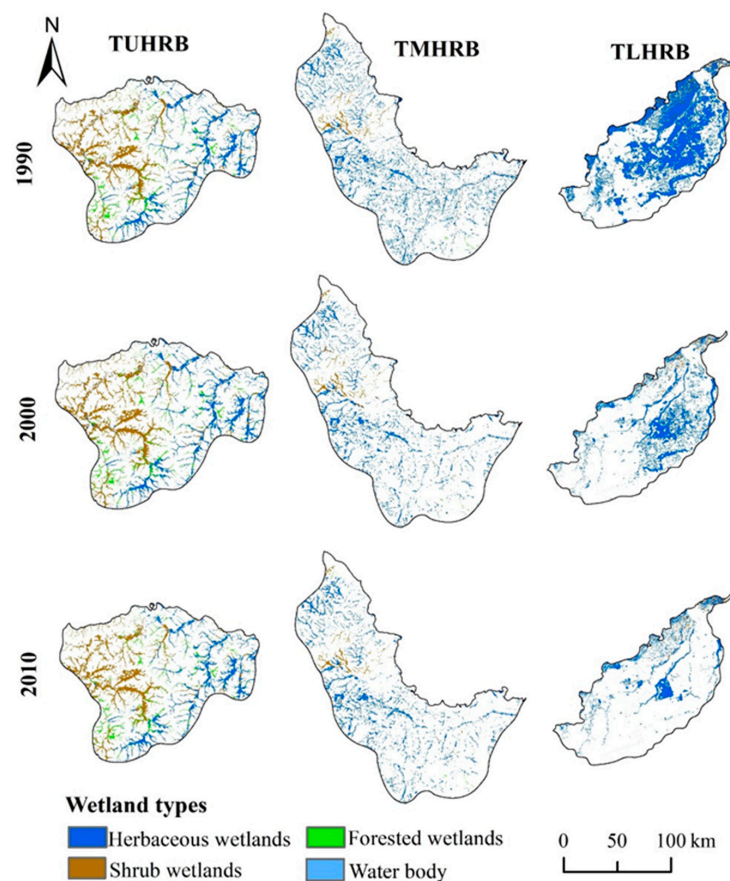 N
TUHRB TMHRB TLHRB
1990
2000
2010
Wetland types
Herbaceous wetlands Forested wetlands
Shrub wetlands Water body
0 50 100 km